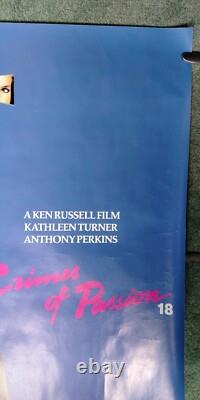 A KEN RUSSELL FILM
KATHLEEN TURNER
ANTHONY PERKINS
Crimes
of Passion
18